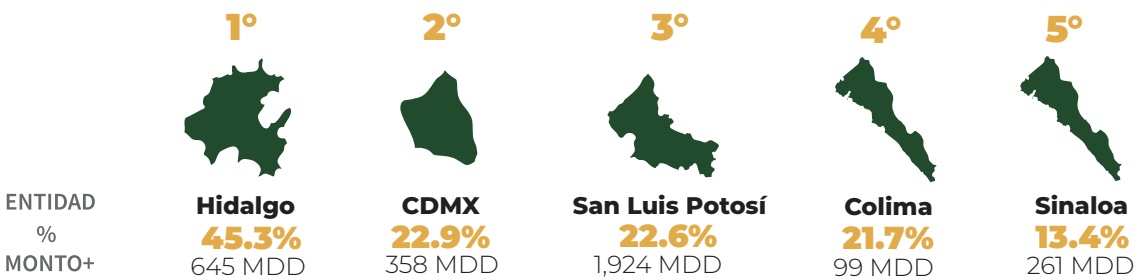 1° 2° 3° 4° 5°
ENTIDAD Hidalgo CDMX San Luis Potosí Colima Sinaloa
% 45.3% 22.9% 22.6% 21.7% 13.4%
MONTO+ 645 MDD 358 MDD 1,924 MDD 99 MDD 261 MDD